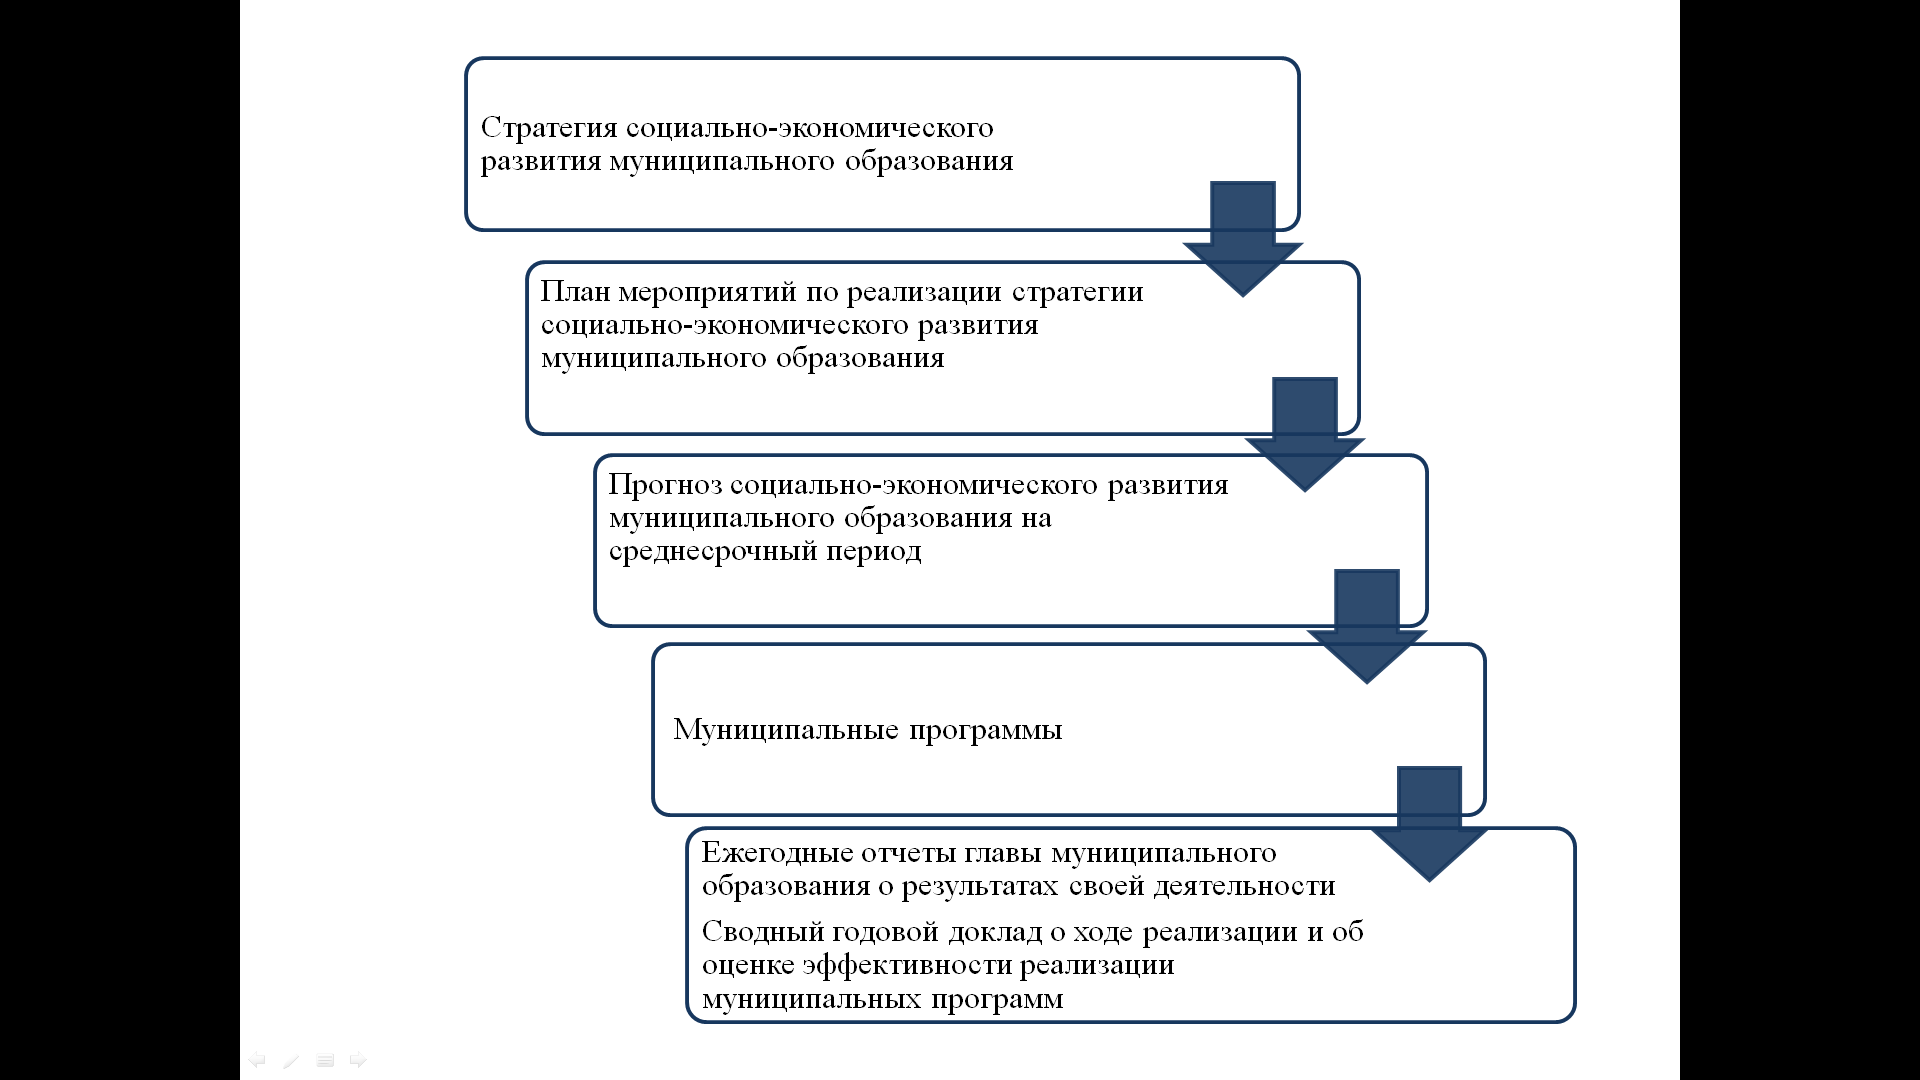 Стратегия социально-экономического
развития муниципального образования
План мероприятий по реализации стратегии
социально-экономического развития
муниципального образования
Прогноз социально-экономического развития
муниципального образования на
среднесрочный период
Муниципальные программы
Ежегодные отчеты главы муниципального
образования о результатах своей деятельности
Сводный годовой доклад о ходе реализации и об
оценке эффективности реализации
муниципальных программ